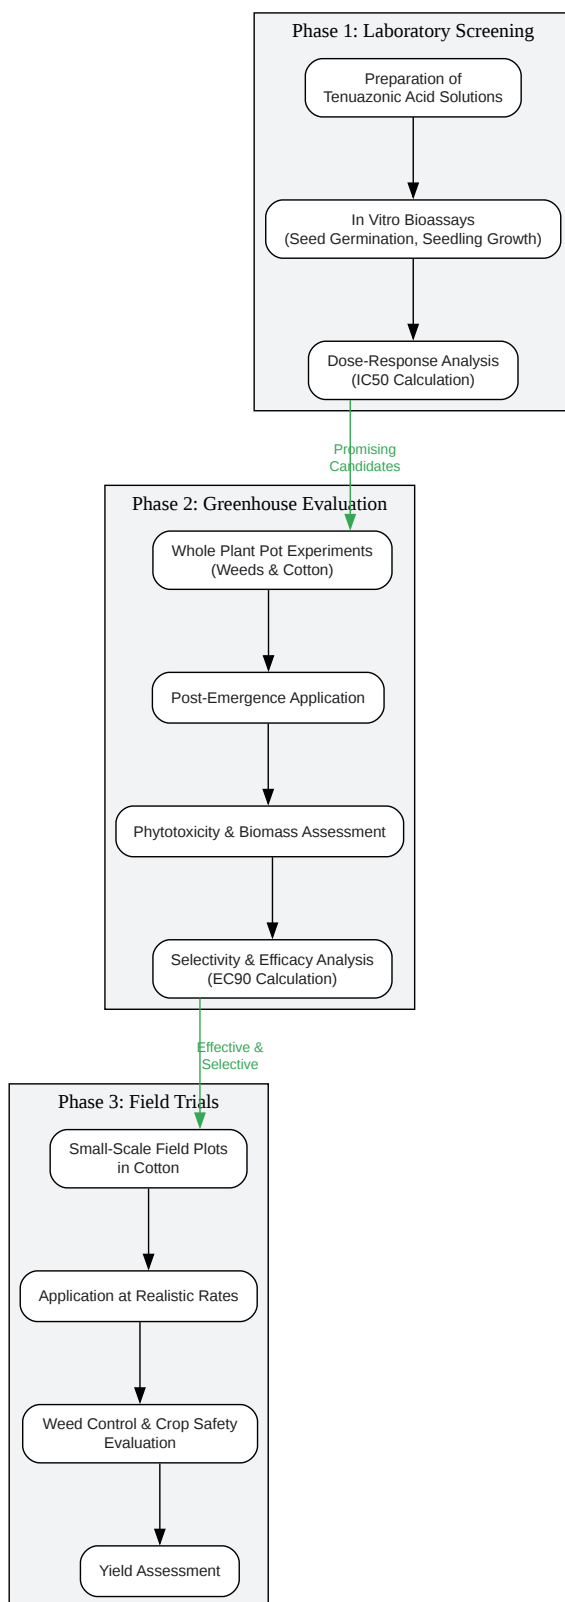 Phase 1: Laboratory Screening
Preparation of
Tenuazonic Acid Solutions
In Vitro Bioassays
(Seed Germination, Seedling Growth)
Dose-Response Analysis
(IC50 Calculation)
Promising
Candidates
Phase 2: Greenhouse Evaluation
Whole Plant Pot Experiments
(Weeds & Cotton)
Post-Emergence Application
Phytotoxicity & Biomass Assessment
Selectivity & Efficacy Analysis
(EC90 Calculation)
Effective &
Selective
Phase 3: Field Trials
Small-Scale Field Plots
in Cotton
Application at Realistic Rates
Weed Control & Crop Safety
Evaluation
Yield Assessment